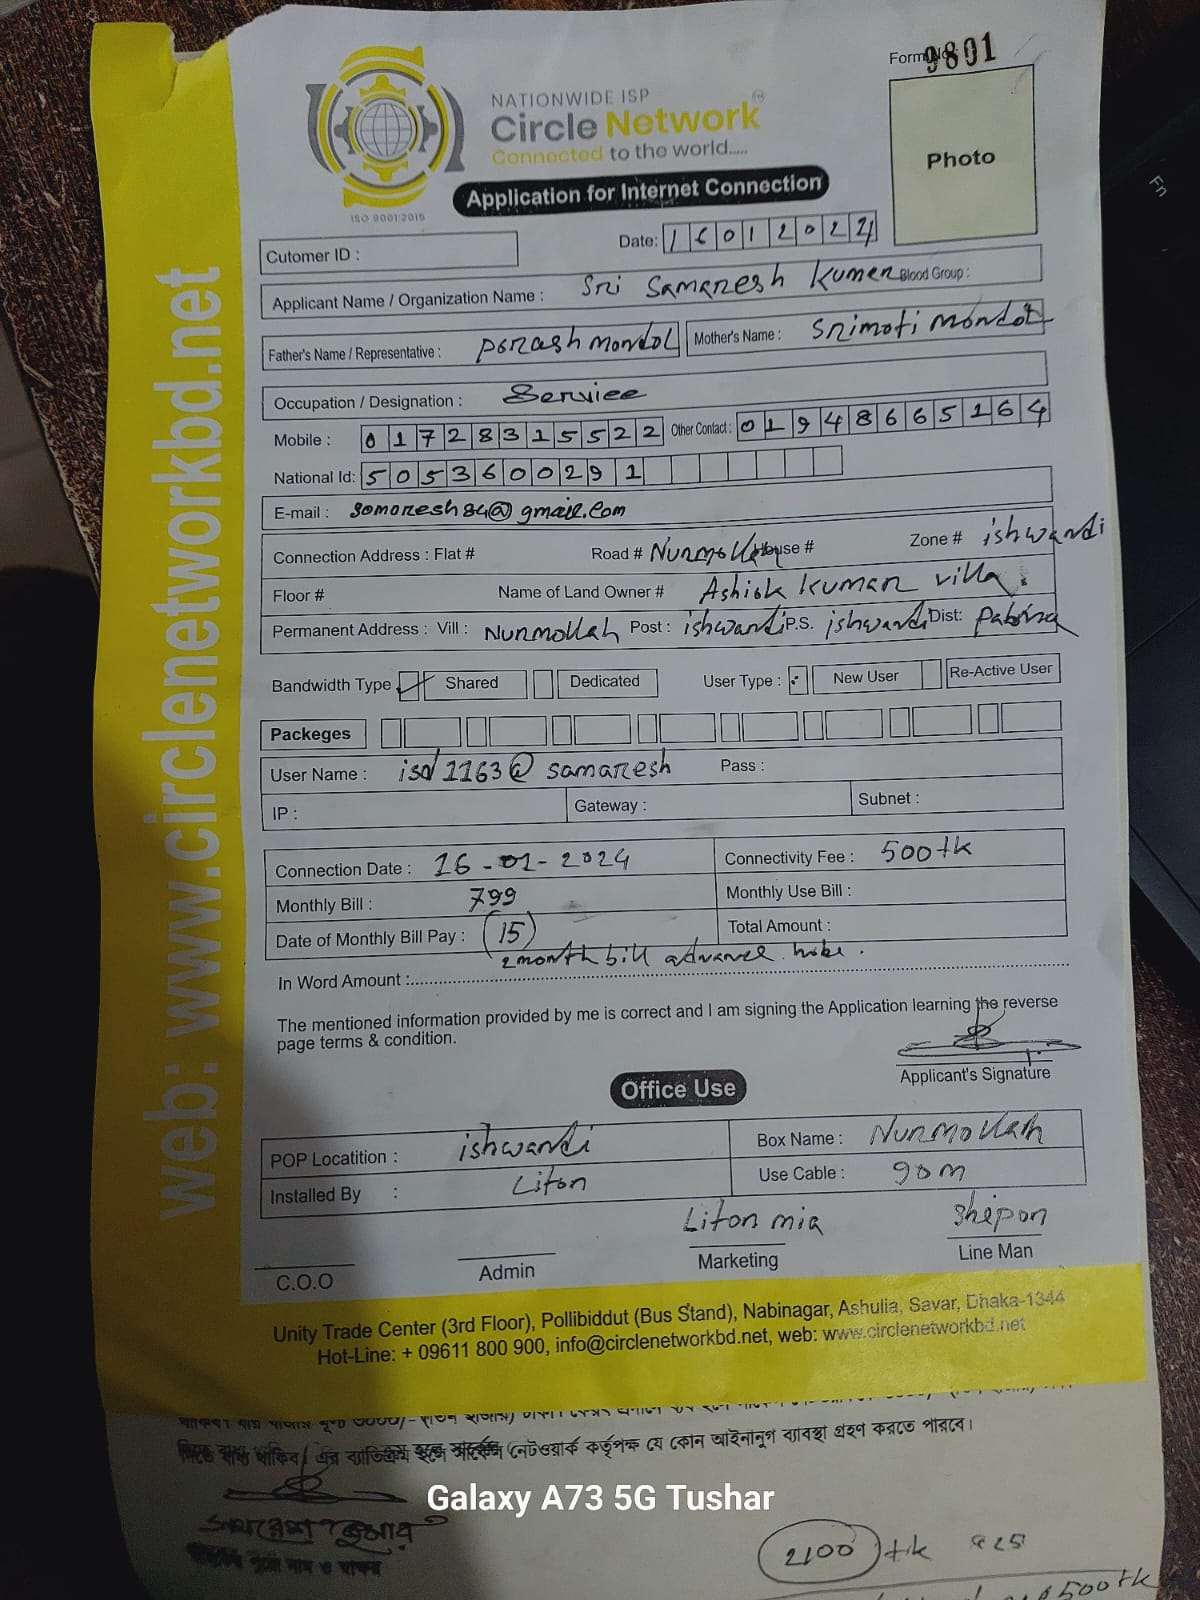 Form No 9801
NATIONWIDE ISP
Circle Network
Connected to the world.....
ISO 9001:2015
Application for Internet Connection
Photo
Fn
Cutomer ID :
Date: 16012024
Applicant Name / Organization Name : Sri Samaresh Kumer Blood Group :
Father's Name / Representative : Porash mondol Mother's Name : Srimoti mondol
Occupation / Designation : Service
Mobile : 01728315522 Other Contact : 01948665164
National Id: 5053600291
E-mail : somoresh84@gmail.com
Connection Address : Flat # Road # Nurmollah House # Zone # ishwardi
Floor # Name of Land Owner # Ashiok Kumar villa.
Permanent Address : Vill : Nurmollah Post : ishwardi P.S. ishwardi Dist: Pabna
Bandwidth Type Shared Dedicated User Type : New User Re-Active User
Packeges
User Name : isd1163@samaresh Pass :
IP : Gateway : Subnet :
Connection Date : 16-01-2024 Connectivity Fee : 500tk
Monthly Bill : 799 Monthly Use Bill :
Date of Monthly Bill Pay : (15) Total Amount :
2month bill advance hobe.
In Word Amount :
The mentioned information provided by me is correct and I am signing the Application learning the reverse
page terms & condition.
Applicant's Signature
Office Use
POP Locatition : ishwardi Box Name : Nurmollah
Installed By : Liton Use Cable : 90m
Liton mia Shepon
C.O.O Admin Marketing Line Man
Unity Trade Center (3rd Floor), Pollibiddut (Bus Stand), Nabinagar, Ashulia, Savar, Dhaka-1344
Hot-Line: + 09611 800 900, info@circlenetworkbd.net, web: www.circlenetworkbd.net
web: www.circlenetworkbd.net
নেটওয়ার্ক কর্তৃপক্ষ যে কোন আইনানুগ ব্যাবস্থা গ্রহণ করতে পারবে।
Galaxy A73 5G Tushar
সমরেশ কুমার
2100 tk
500tk